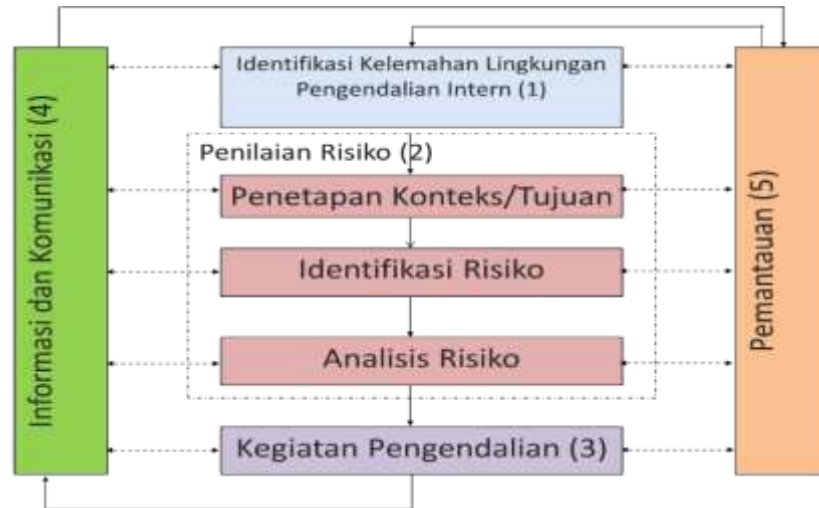 Identifikasi Kelemahan Lingkungan
Pengendalian Intern (1)
Penilaian Risiko (2)
Penetapan Konteks/Tujuan
Identifikasi Risiko
Analisis Risiko
Kegiatan Pengendalian (3)
Informasi dan Komunikasi (4)
Pemantauan (5)